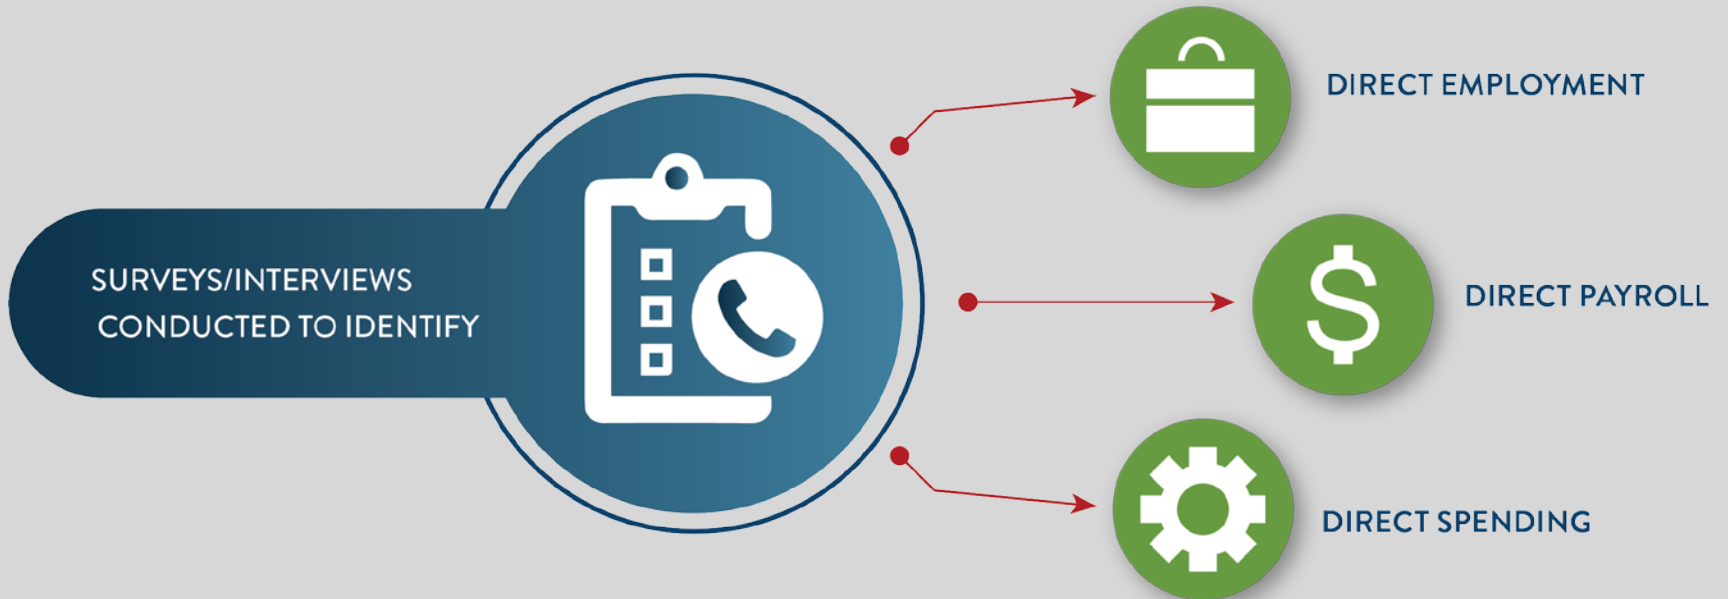 SURVEYS/INTERVIEWS
CONDUCTED TO IDENTIFY
DIRECT EMPLOYMENT
DIRECT PAYROLL
DIRECT SPENDING